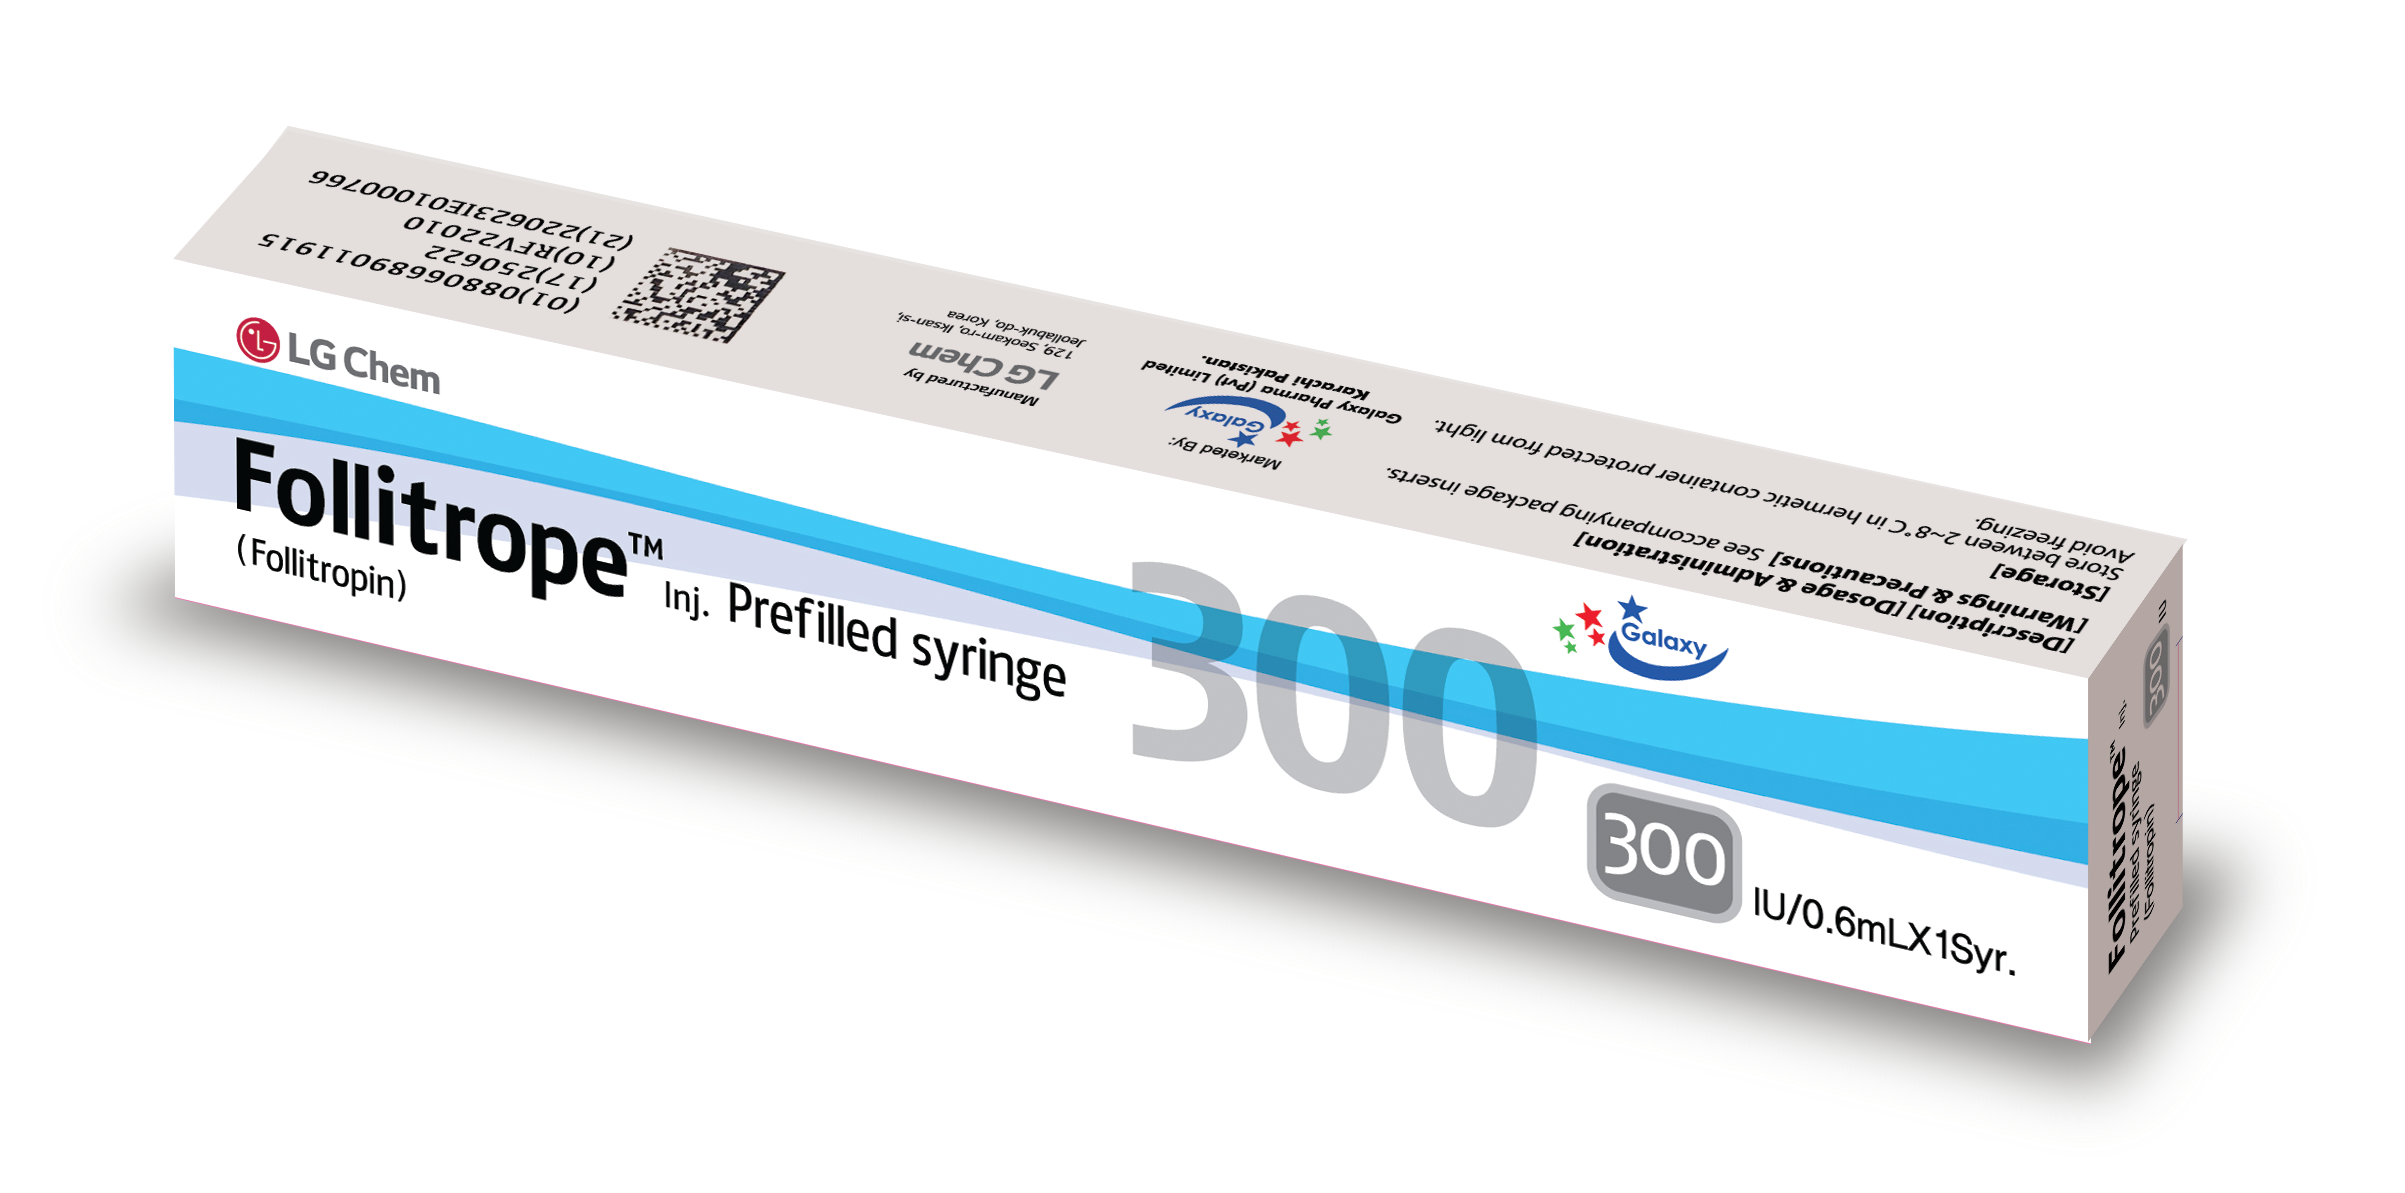 LG Chem
Follitrope™ Inj. Prefilled syringe
(Follitropin)
300
Galaxy
300 IU/0.6mLX1Syr.
[Description] [Dosage & Administration]
[Warnings & Precautions] See accompanying package inserts.
[Storage]
Store between 2~8°C in hermetic container protected from light.
Avoid freezing.
Marketed By:
Galaxy
Galaxy Pharma (Pvt) Limited
Karachi Pakistan.
Manufactured by
LG Chem
129, Seokam-ro, Iksan-si,
Jeollabuk-do, Korea
(01)08806689011915
(17)250622
(10)RFV22010
(21)220623IE01000766
Follitrope™ Inj.
prefilled syringe
(Follitropin)
300 IU